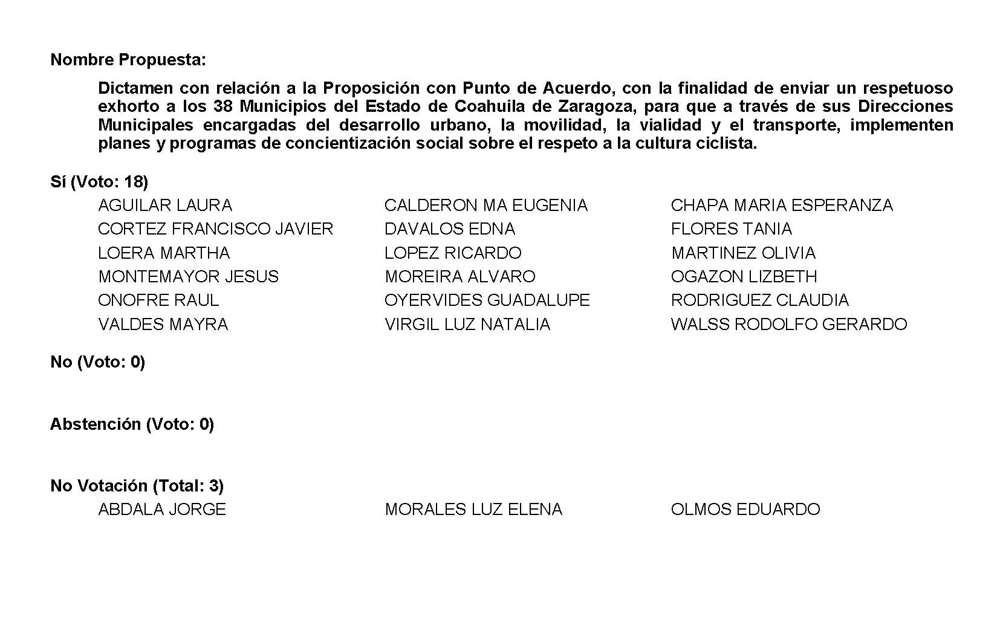 Nombre Propuesta:
Dictamen con relación a la Proposición con Punto de Acuerdo, con la finalidad de enviar un respetuoso
exhorto a los 38 Municipios del Estado de Coahuila de Zaragoza, para que a través de sus Direcciones
Municipales encargadas del desarrollo urbano, la movilidad, la vialidad y el transporte, implementen
planes y programas de concientización social sobre el respeto a la cultura ciclista.
Sí (Voto: 18)
AGUILAR LAURA CALDERON MA EUGENIA CHAPA MARIA ESPERANZA
CORTEZ FRANCISCO JAVIER DAVALOS EDNA FLORES TANIA
LOERA MARTHA LOPEZ RICARDO MARTINEZ OLIVIA
MONTEMAYOR JESUS MOREIRA ALVARO OGAZON LIZBETH
ONOFRE RAUL OYERVIDES GUADALUPE RODRIGUEZ CLAUDIA
VALDES MAYRA VIRGIL LUZ NATALIA WALSS RODOLFO GERARDO
No (Voto: 0)
Abstención (Voto: 0)
No Votación (Total: 3)
ABDALA JORGE MORALES LUZ ELENA OLMOS EDUARDO